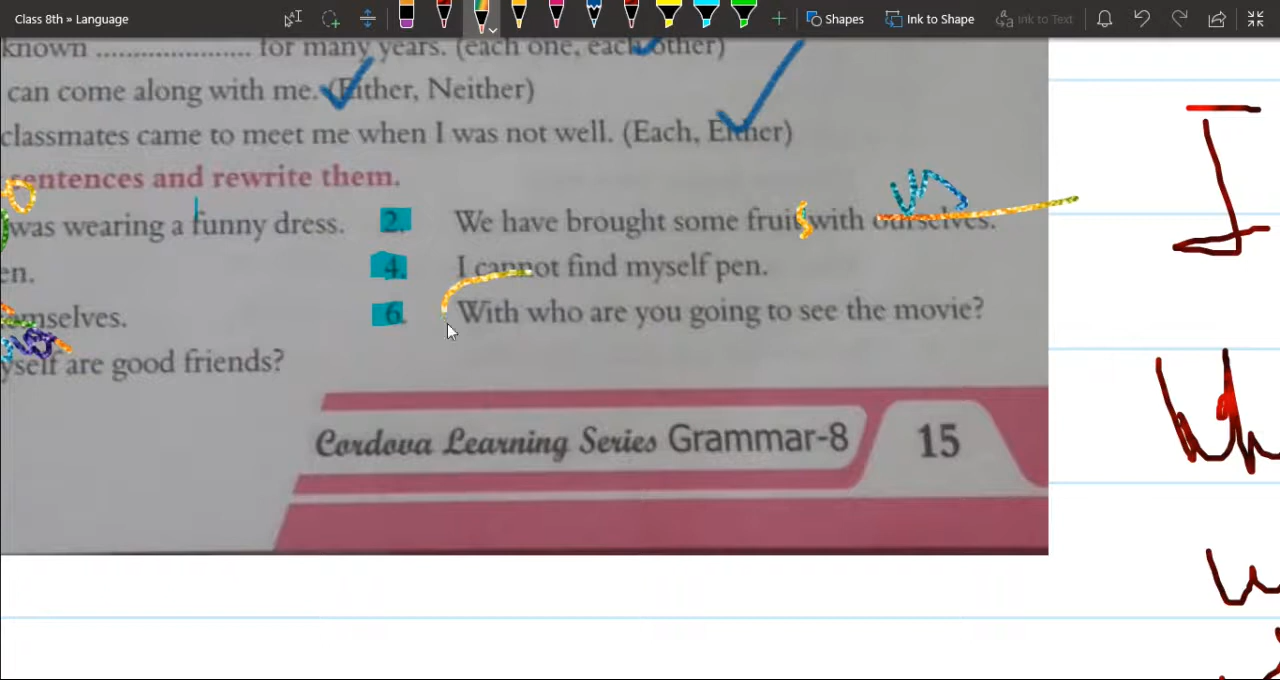 Class 8th » Language
Shapes
Ink to Shape
Ink to Text
known ...................... for many years. (each one, each other)
can come along with me. (Either, Neither)
classmates came to meet me when I was not well. (Each, Either)
sentences and rewrite them.
was wearing a funny dress.
2. We have brought some fruits with ourselves.
us
en.
4. I cannot find myself pen.
emselves.
6. With who are you going to see the movie?
yself are good friends?
Cordova Learning Series Grammar-8
15
I